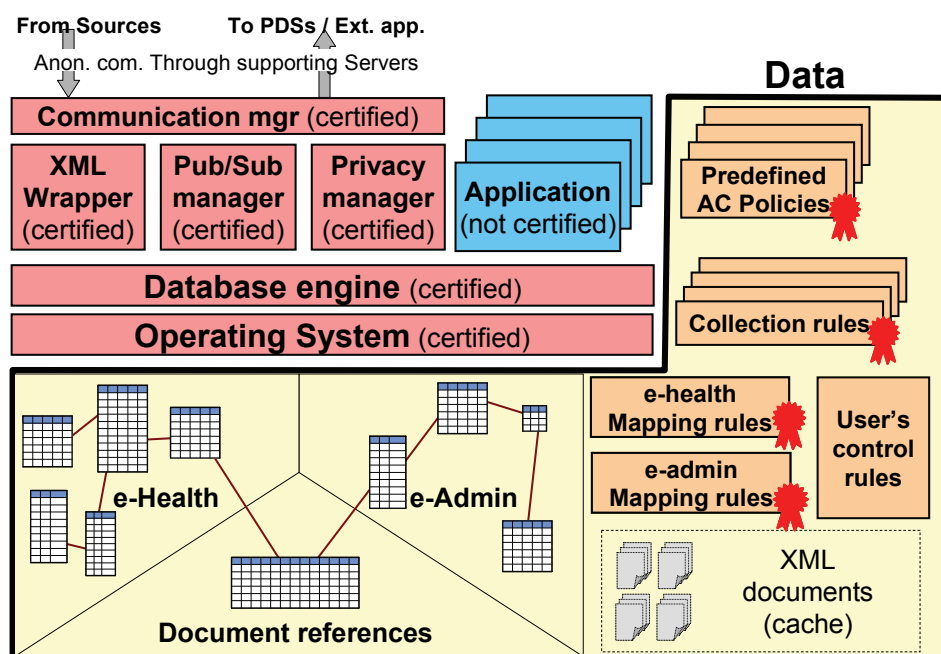 From Sources
To PDSs / Ext. app.
Anon. com. Through supporting Servers
Data
Communication mgr (certified)
XML
Wrapper
(certified)
Pub/Sub
manager
(certified)
Privacy
manager
(certified)
Application
(not certified)
Predefined
AC Policies
Database engine (certified)
Collection rules
Operating System (certified)
e-health
Mapping rules
User's
control
rules
e-admin
Mapping rules
e-Health
e-Admin
Document references
XML
documents
(cache)